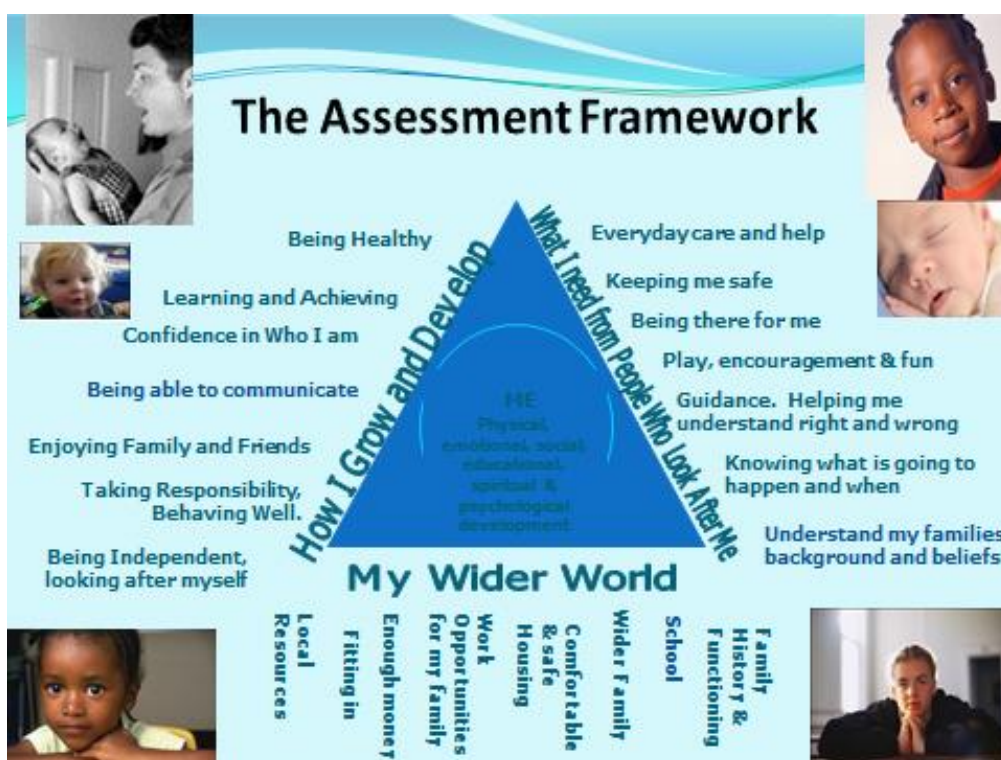 The Assessment Framework
How I Grow and Develop
Being Healthy
Learning and Achieving
Confidence in Who I am
Being able to communicate
Enjoying Family and Friends
Taking Responsibility,
Behaving Well.
Being Independent,
looking after myself
What I need from People Who Look After Me
Everyday care and help
Keeping me safe
Being there for me
Play, encouragement & fun
Guidance. Helping me
understand right and wrong
Knowing what is going to
happen and when
Understand my families
background and beliefs
ME
Physical,
emotional, social,
educational,
spiritual &
psychological
development
My Wider World
Local
Resources
Fitting in
Enough money
Work
Opportunities
for my family
Comfortable
& safe
Housing
Wider Family
School
Family
History &
Functioning